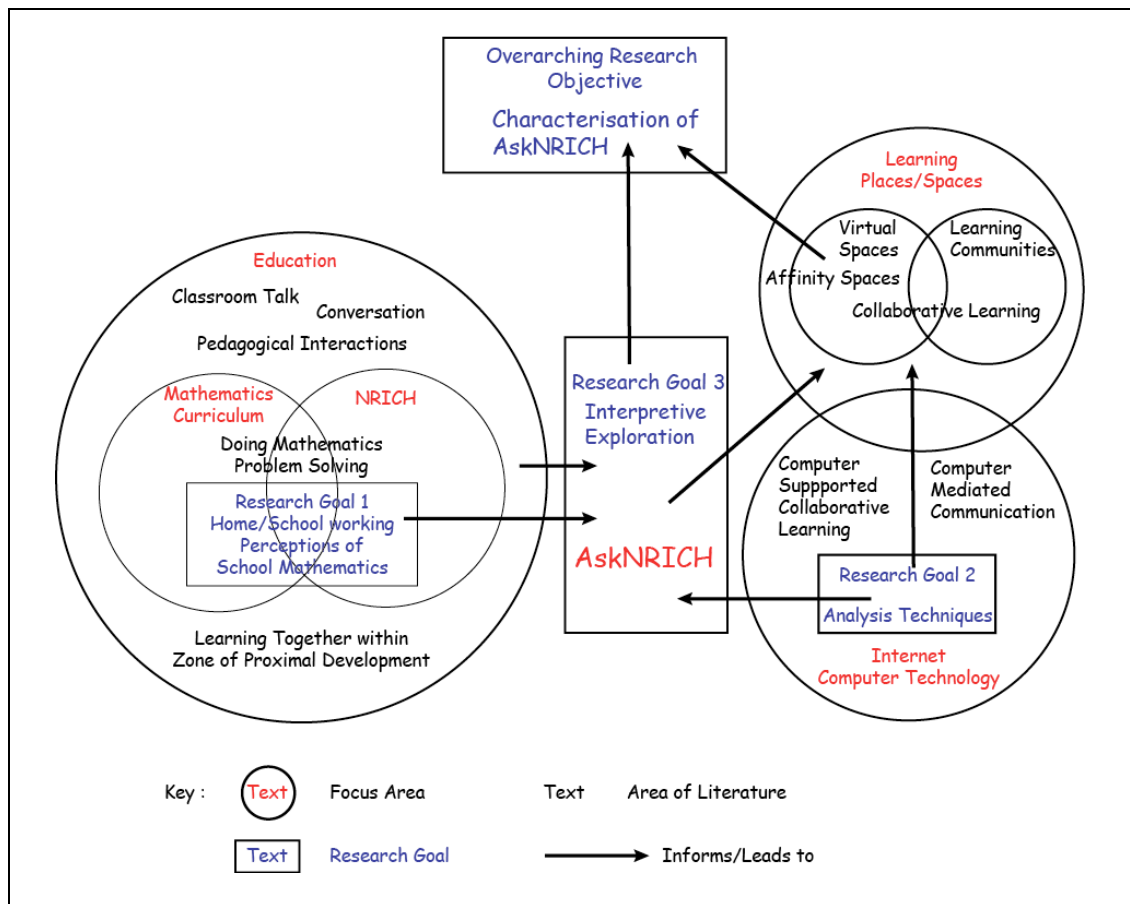 Overarching Research
Objective
Characterisation of
AskNRICH
Learning
Places/Spaces
Virtual
Spaces
Learning
Communities
Affinity Spaces
Collaborative Learning
Education
Classroom Talk
Conversation
Pedagogical Interactions
Mathematics
Curriculum
NRICH
Doing Mathematics
Problem Solving
Research Goal 1
Home/School working
Perceptions of
School Mathematics
Learning Together within
Zone of Proximal Development
Research Goal 3
Interpretive
Exploration
AskNRICH
Computer
Suppported
Collaborative
Learning
Computer
Mediated
Communication
Research Goal 2
Analysis Techniques
Internet
Computer Technology
Key :
Text
Focus Area
Text
Area of Literature
Text
Research Goal
Informs/Leads to